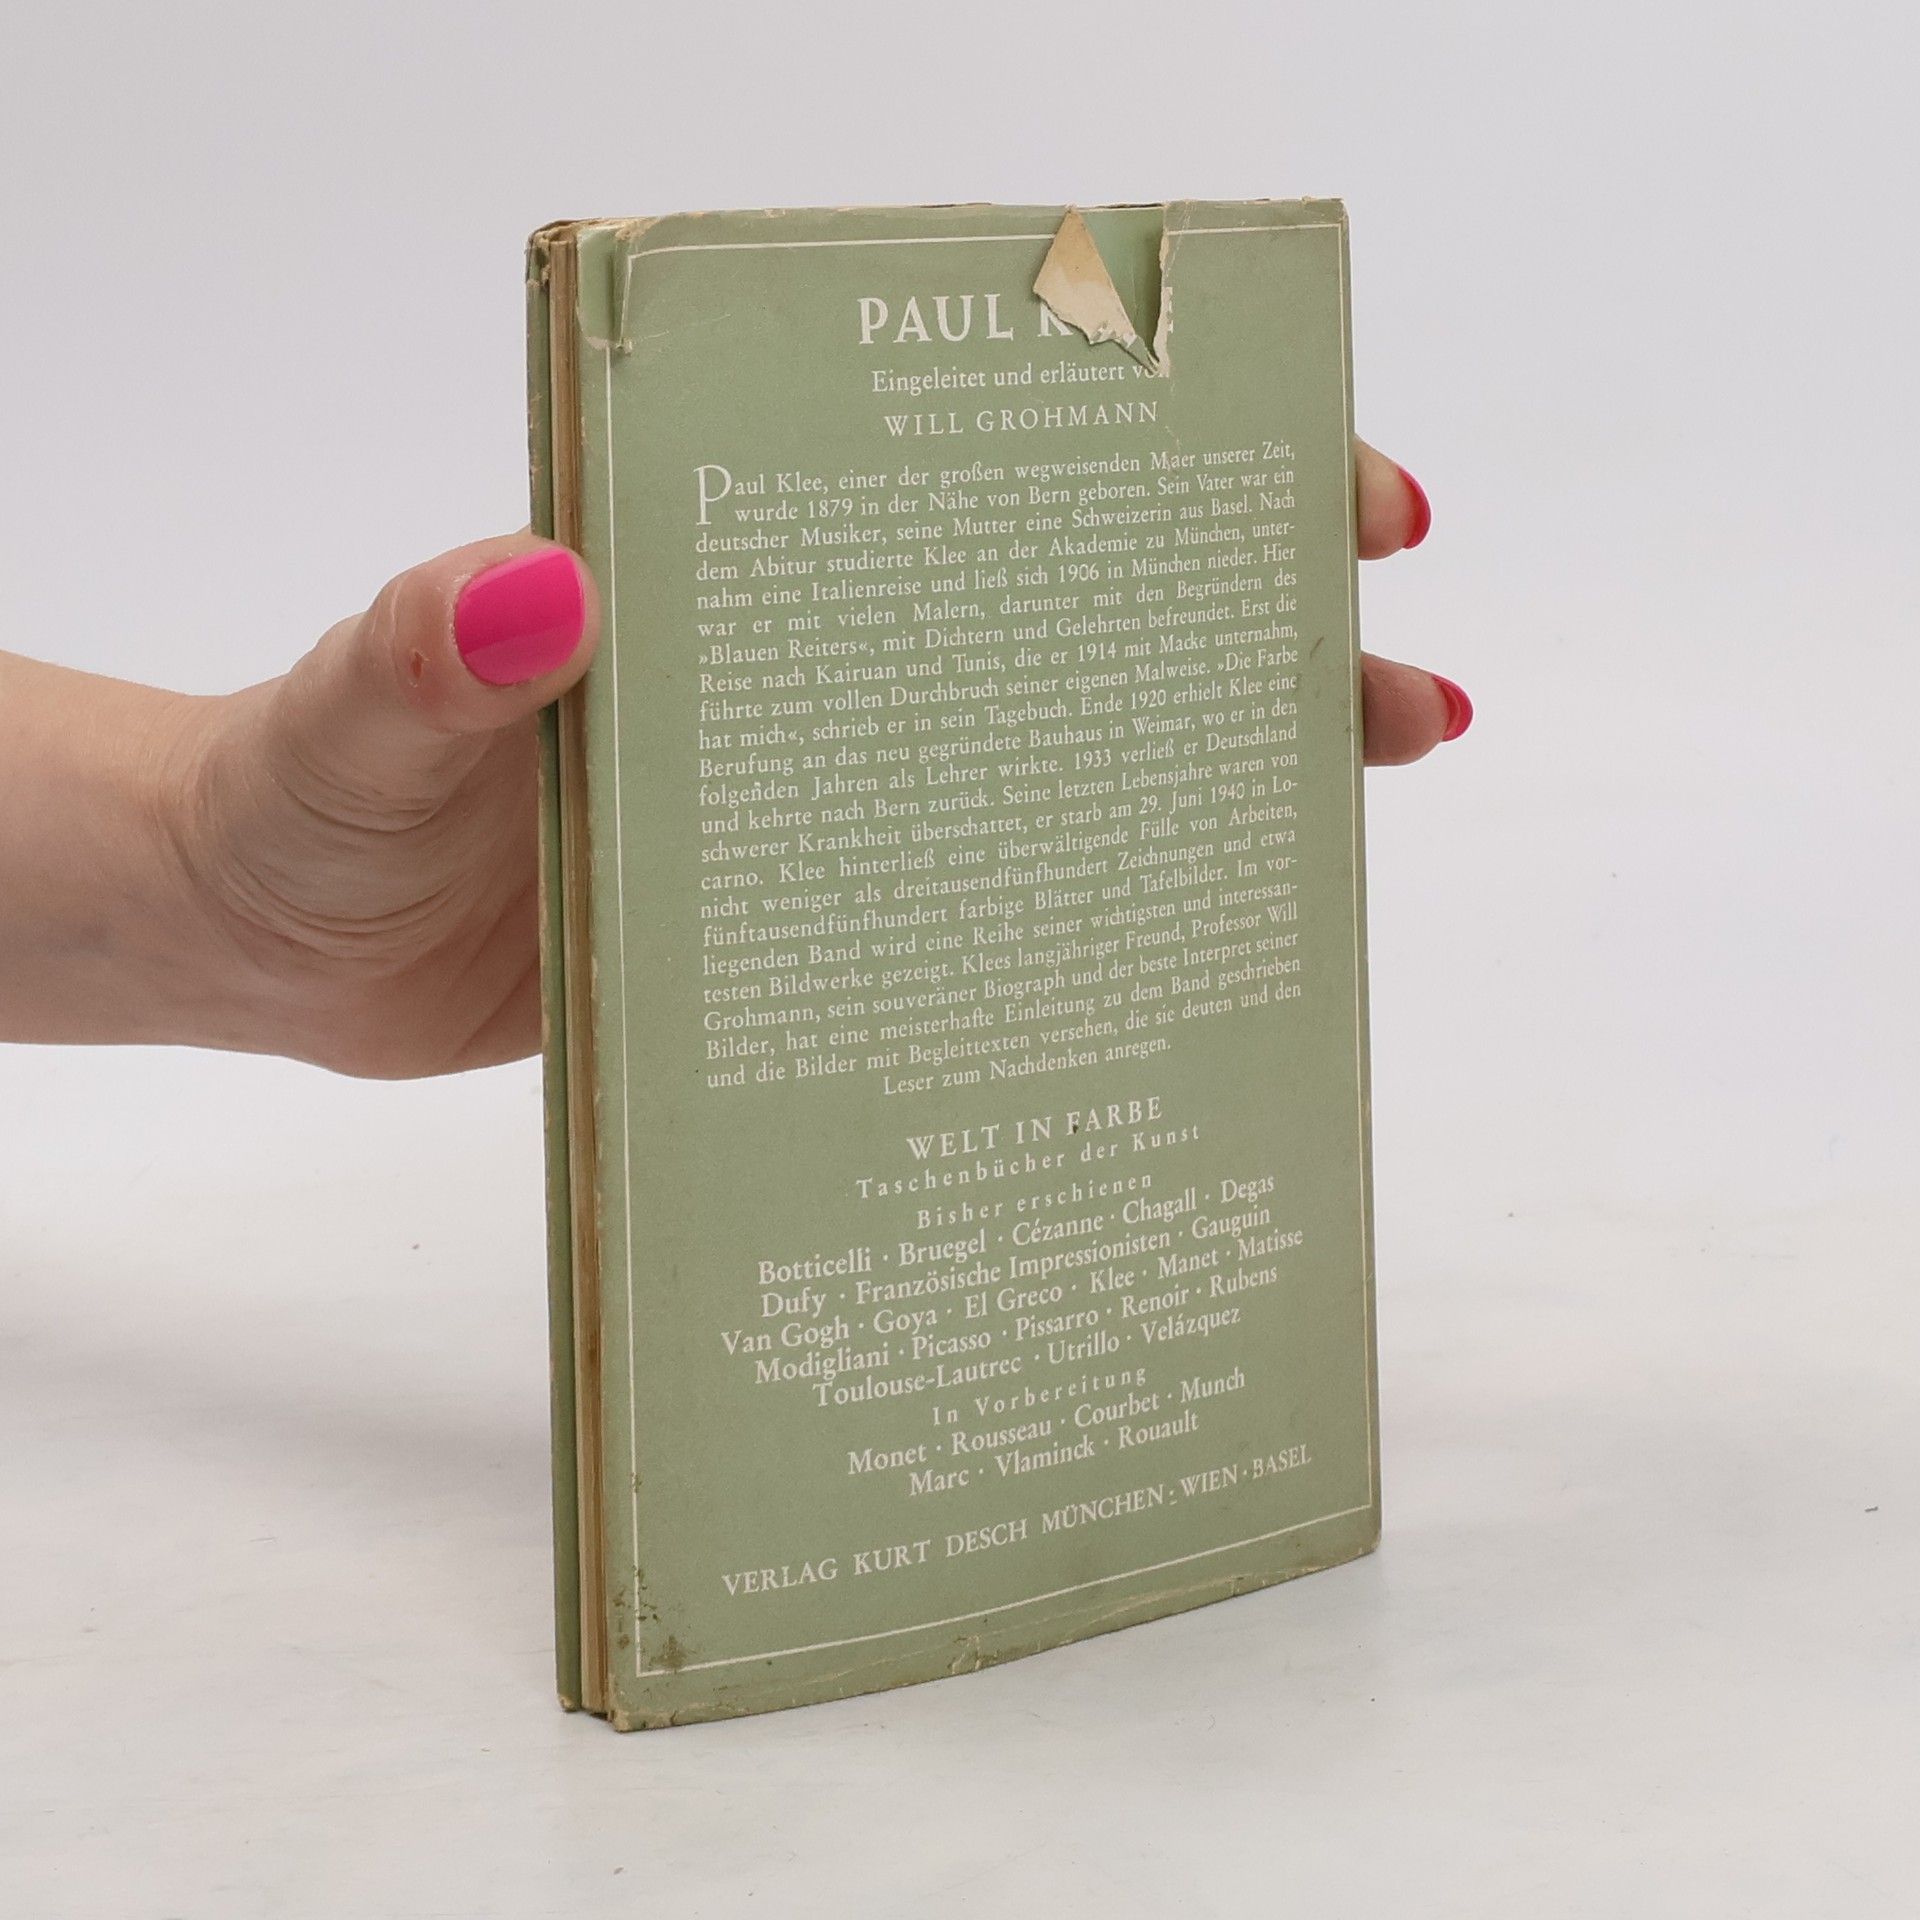 PAUL
Eingeleitet und erläutert
WILL GROHMANN
Paul Klee, einer der großen wegweisenden Maer unserer Zeit,
wurde 1879 in der Nähe von Bern geboren. Sein Vater war ein
deutscher Musiker, seine Mutter eine Schweizerin aus Basel. Nach
dem Abitur studierte Klee an der Akademie zu München, unter-
nahm eine Italienreise und ließ sich 1906 in München nieder. Hier
war er mit vielen Malern, darunter mit den Begründern des
»Blauen Reiters«, mit Dichtern und Gelehrten befreundet. Erst die
Reise nach Kairuan und Tunis, die er 1914 mit Macke unternahm,
führte zum vollen Durchbruch seiner eigenen Malweise. »Die Farbe
hat mich«, schrieb er in sein Tagebuch. Ende 1920 erhielt Klee eine
Berufung an das neu gegründete Bauhaus in Weimar, wo er in den
folgenden Jahren als Lehrer wirkte. 1933 verließ er Deutschland
und kehrte nach Bern zurück. Seine letzten Lebensjahre waren von
schwerer Krankheit überschattet, er starb am 29. Juni 1940 in Lo-
carno. Klee hinterließ eine überwältigende Fülle von Arbeiten,
nicht weniger als dreitausendfünfhundert Zeichnungen und etwa
fünftausendfünfhundert farbige Blätter und Tafelbilder. Im vor-
liegenden Band wird eine Reihe seiner wichtigsten und interessan-
testen Bildwerke gezeigt. Klees langjähriger Freund, Professor Will
Grohmann, sein souveräner Biograph und der beste Interpret seiner
Bilder, hat eine meisterhafte Einleitung zu dem Band geschrieben
und die Bilder mit Begleittexten versehen, die sie deuten und den
Leser zum Nachdenken anregen.
WELT IN FARBE
Taschenbücher der Kunst
Bisher erschienen
Botticelli · Bruegel · Cézanne · Chagall · Degas
Dufy · Französische Impressionisten · Gauguin
Van Gogh · Goya · El Greco · Klee · Manet · Matisse
Modigliani · Picasso · Pissarro · Renoir · Rubens
Toulouse-Lautrec · Utrillo · Velázquez
In Vorbereitung
Monet · Rousseau · Courbet · Munch
Marc · Vlaminck · Rouault
VERLAG KURT DESCH MÜNCHEN · WIEN · BASEL